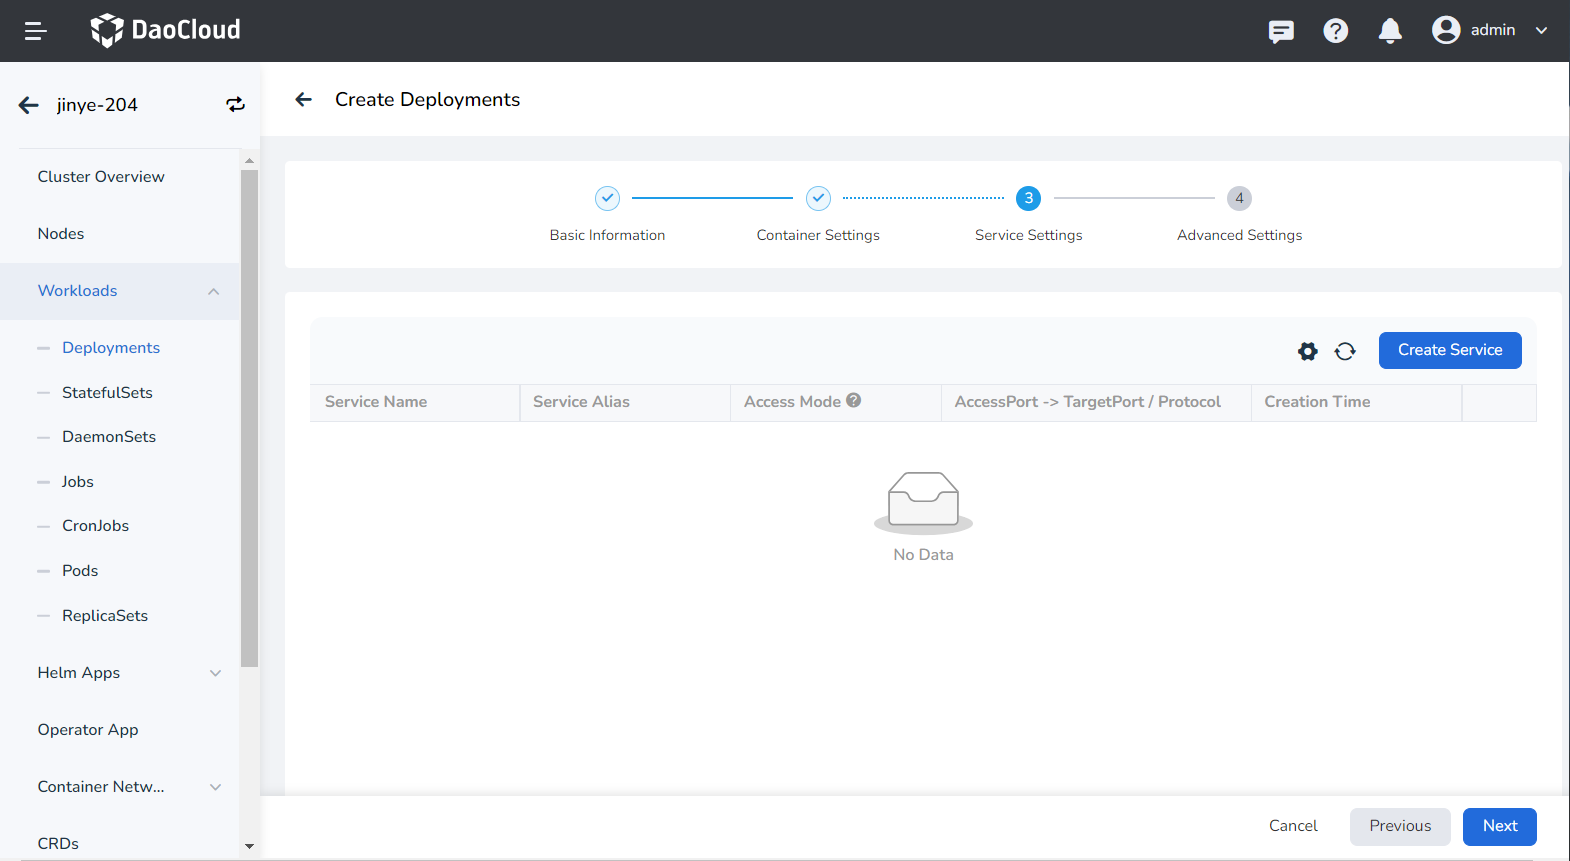 DaoCloud
admin
jinye-204
Create Deployments
Cluster Overview
Nodes
Workloads
Deployments
StatefulSets
DaemonSets
Jobs
CronJobs
Pods
ReplicaSets
Helm Apps
Operator App
Container Netw...
CRDs
3
4
Basic Information
Container Settings
Service Settings
Advanced Settings
Create Service
Service Name
Service Alias
Access Mode
AccessPort -> TargetPort / Protocol
Creation Time
No Data
Cancel
Previous
Next